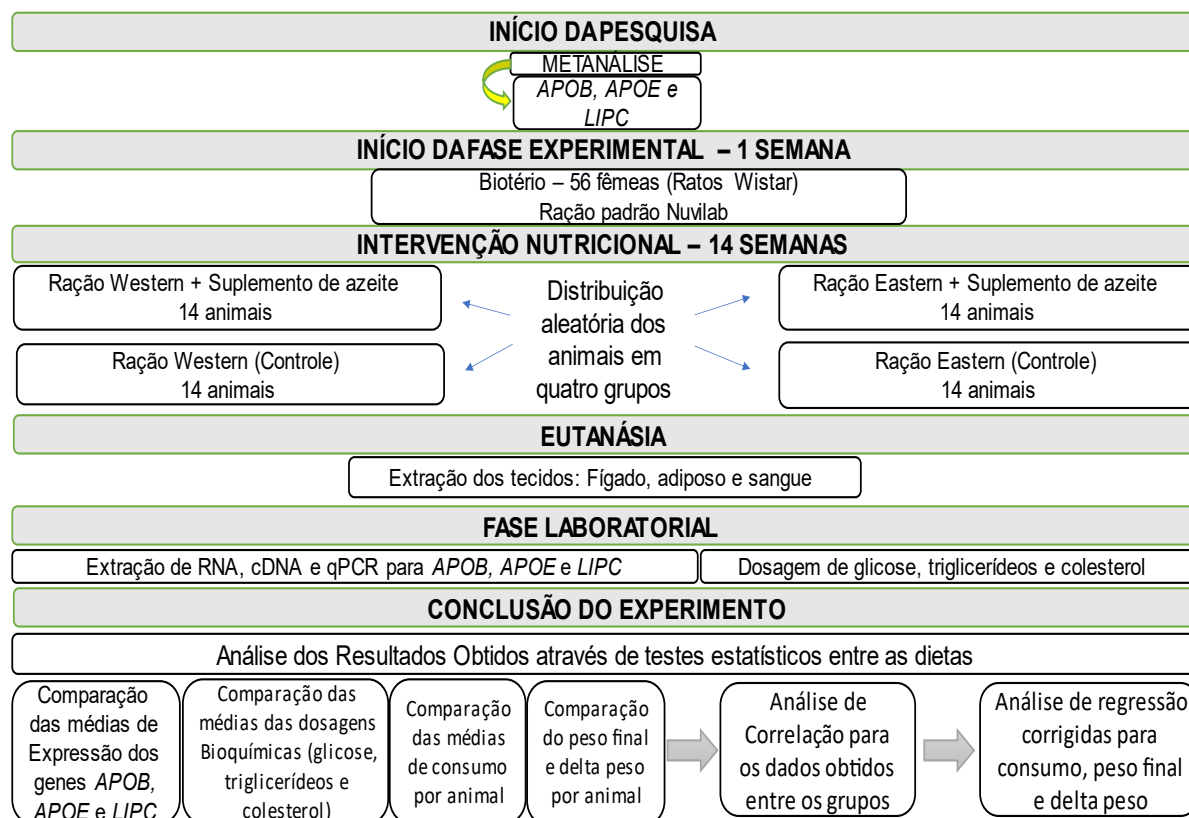 INÍCIO DAPESQUISA
METANÁLISE
APOB, APOE e
LIPC
INÍCIO DAFASE EXPERIMENTAL – 1 SEMANA
Biotério – 56 fêmeas (Ratos Wistar)
Ração padrão Nuvilab
INTERVENÇÃO NUTRICIONAL – 14 SEMANAS
Ração Western + Suplemento de azeite
14 animais
Ração Western (Controle)
14 animais
Distribuição
aleatória dos
animais em
quatro grupos
Ração Eastern + Suplemento de azeite
14 animais
Ração Eastern (Controle)
14 animais
EUTANÁSIA
Extração dos tecidos: Fígado, adiposo e sangue
FASE LABORATORIAL
Extração de RNA, cDNA e qPCR para APOB, APOE e LIPC
Dosagem de glicose, triglicerídeos e colesterol
CONCLUSÃO DO EXPERIMENTO
Análise dos Resultados Obtidos através de testes estatísticos entre as dietas
Comparação
das médias de
Expressão dos
genes APOB,
APOE e LIPC
Comparação das
médias das dosagens
Bioquímicas (glicose,
triglicerídeos e
colesterol)
Comparação
das médias
de consumo
por animal
Comparação
do peso final
e delta peso
por animal
Análise de
Correlação para
os dados obtidos
entre os grupos
Análise de regressão
corrigidas para
consumo, peso final
e delta peso